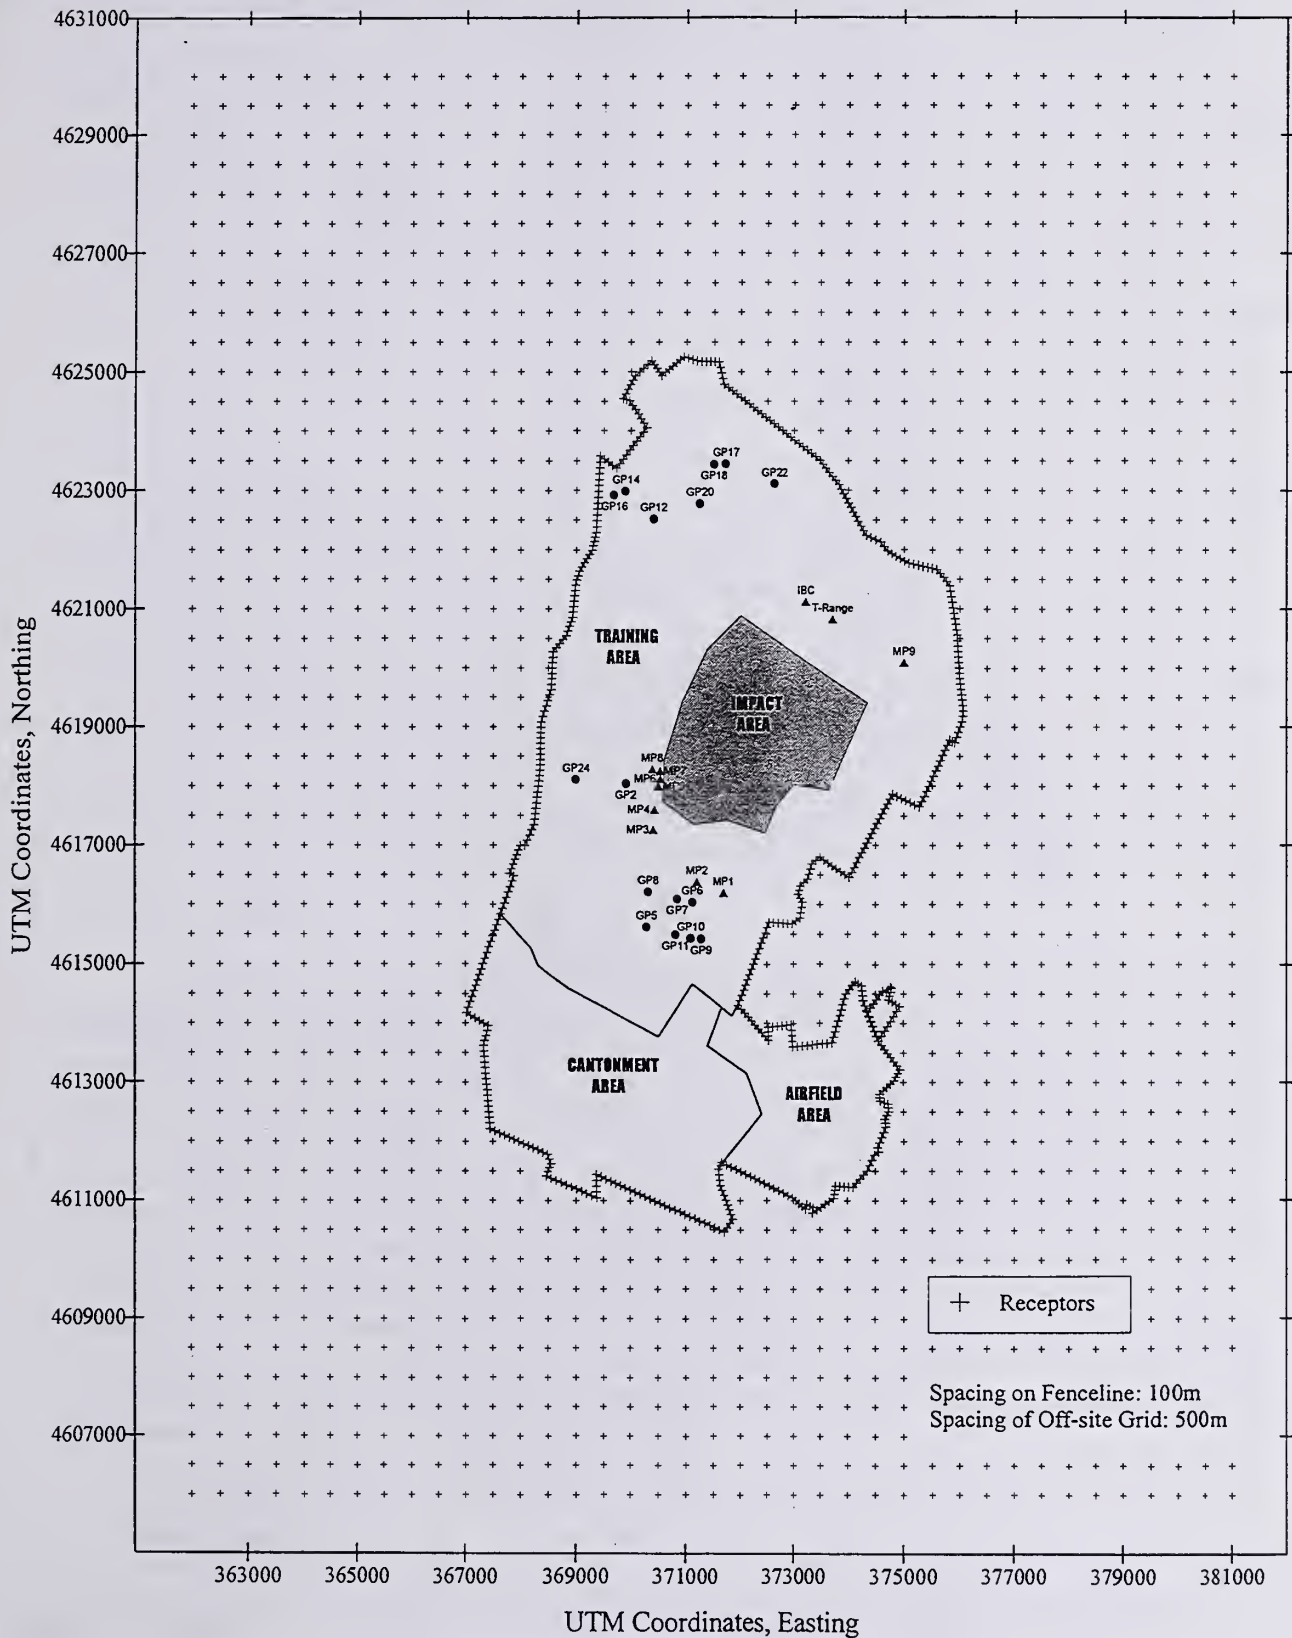 4631000
4629000
4627000
4625000
4623000
4621000
4619000
4617000
4615000
4613000
4611000
4609000
4607000
UTM Coordinates, Northing
GP17
GP18
GP22
GP14
GP16
GP12
GP20
IBC
T-Range
MP9
TRAINING
AREA
IMPACT
AREA
GP24
GP2
MP8
MP7
MP6
MP4
MP3
MP2
MP1
GP8
GP6
GP7
GP5
GP10
GP11
GP9
CANTONMENT
AREA
AIRFIELD
AREA
+ Receptors
Spacing on Fenceline: 100m
Spacing of Off-site Grid: 500m
363000 365000 367000 369000 371000 373000 375000 377000 379000 381000
UTM Coordinates, Easting